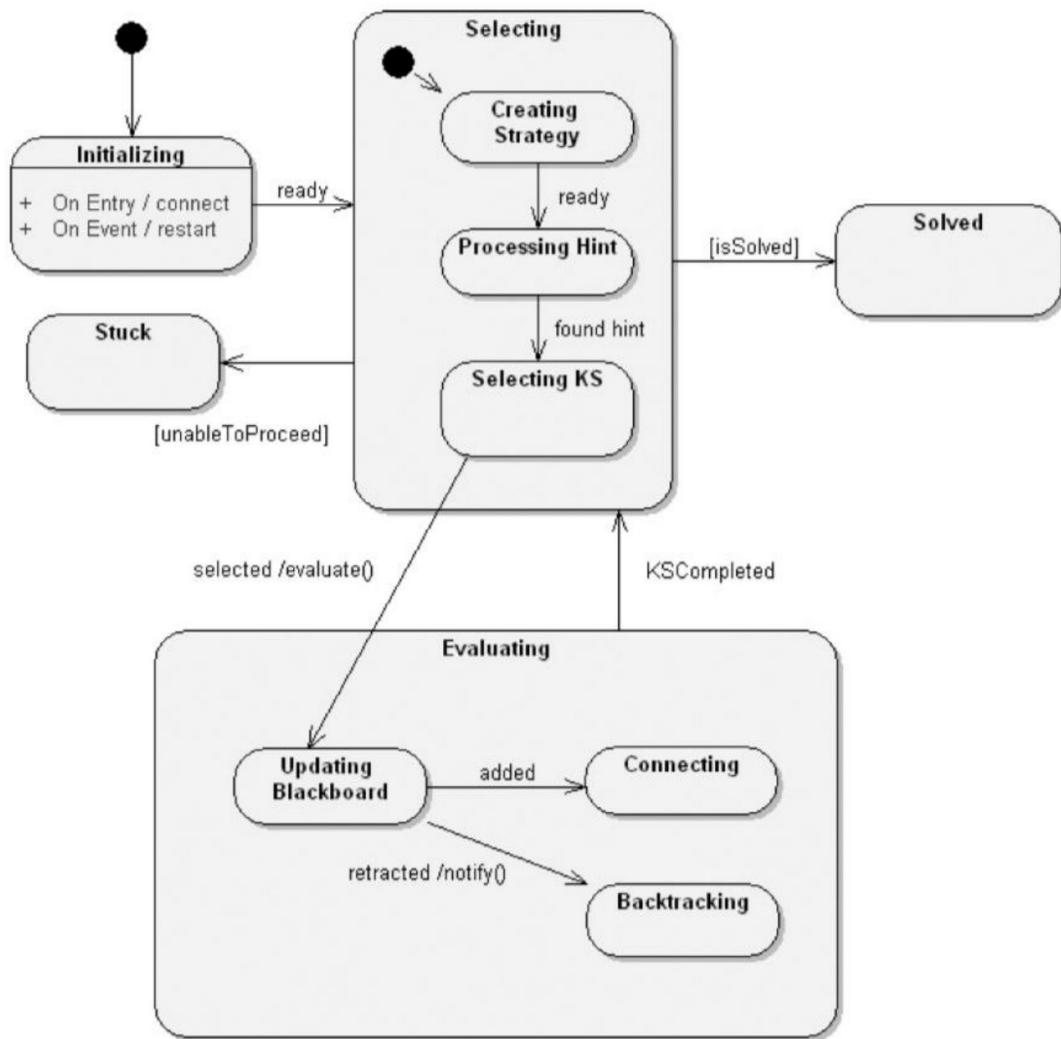 Selecting
Creating
Strategy
Initializing
+ On Entry / connect
+ On Event / restart
ready
ready
Processing Hint
[isSolved]
Solved
found hint
Stuck
Selecting KS
[unableToProceed]
selected /evaluate()
KSCompleted
Evaluating
Updating
Blackboard
added
Connecting
retracted /notify()
Backtracking